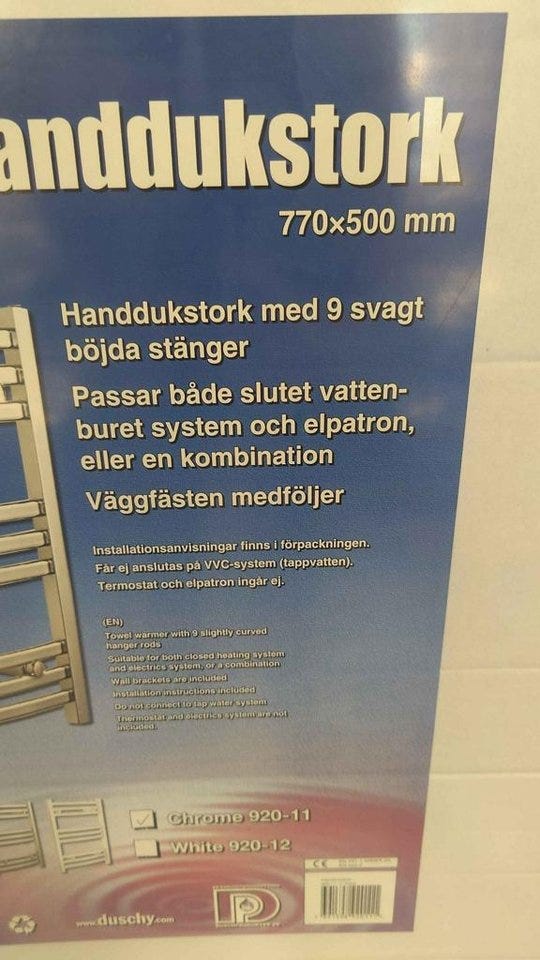 anddukstork
770×500 mm
Handdukstork med 9 svagt
böjda stänger
Passar både slutet vatten-
buret system och elpatron,
eller en kombination
Väggfästen medföljer
Installationsanvisningar finns i förpackningen.
Får ej anslutas på VVC-system (tappvatten).
Termostat och elpatron ingår ej.
(EN)
Towel warmer with 9 slightly curved
hanger rods
Suitable for both closed heating system
and electrics system, or a combination
Wall brackets are included
Installation instructions included
Do not connect to tap water system
Thermostat and electrics system are not
included.
Chrome 920-11
White 920-12
CE
www.duschy.com